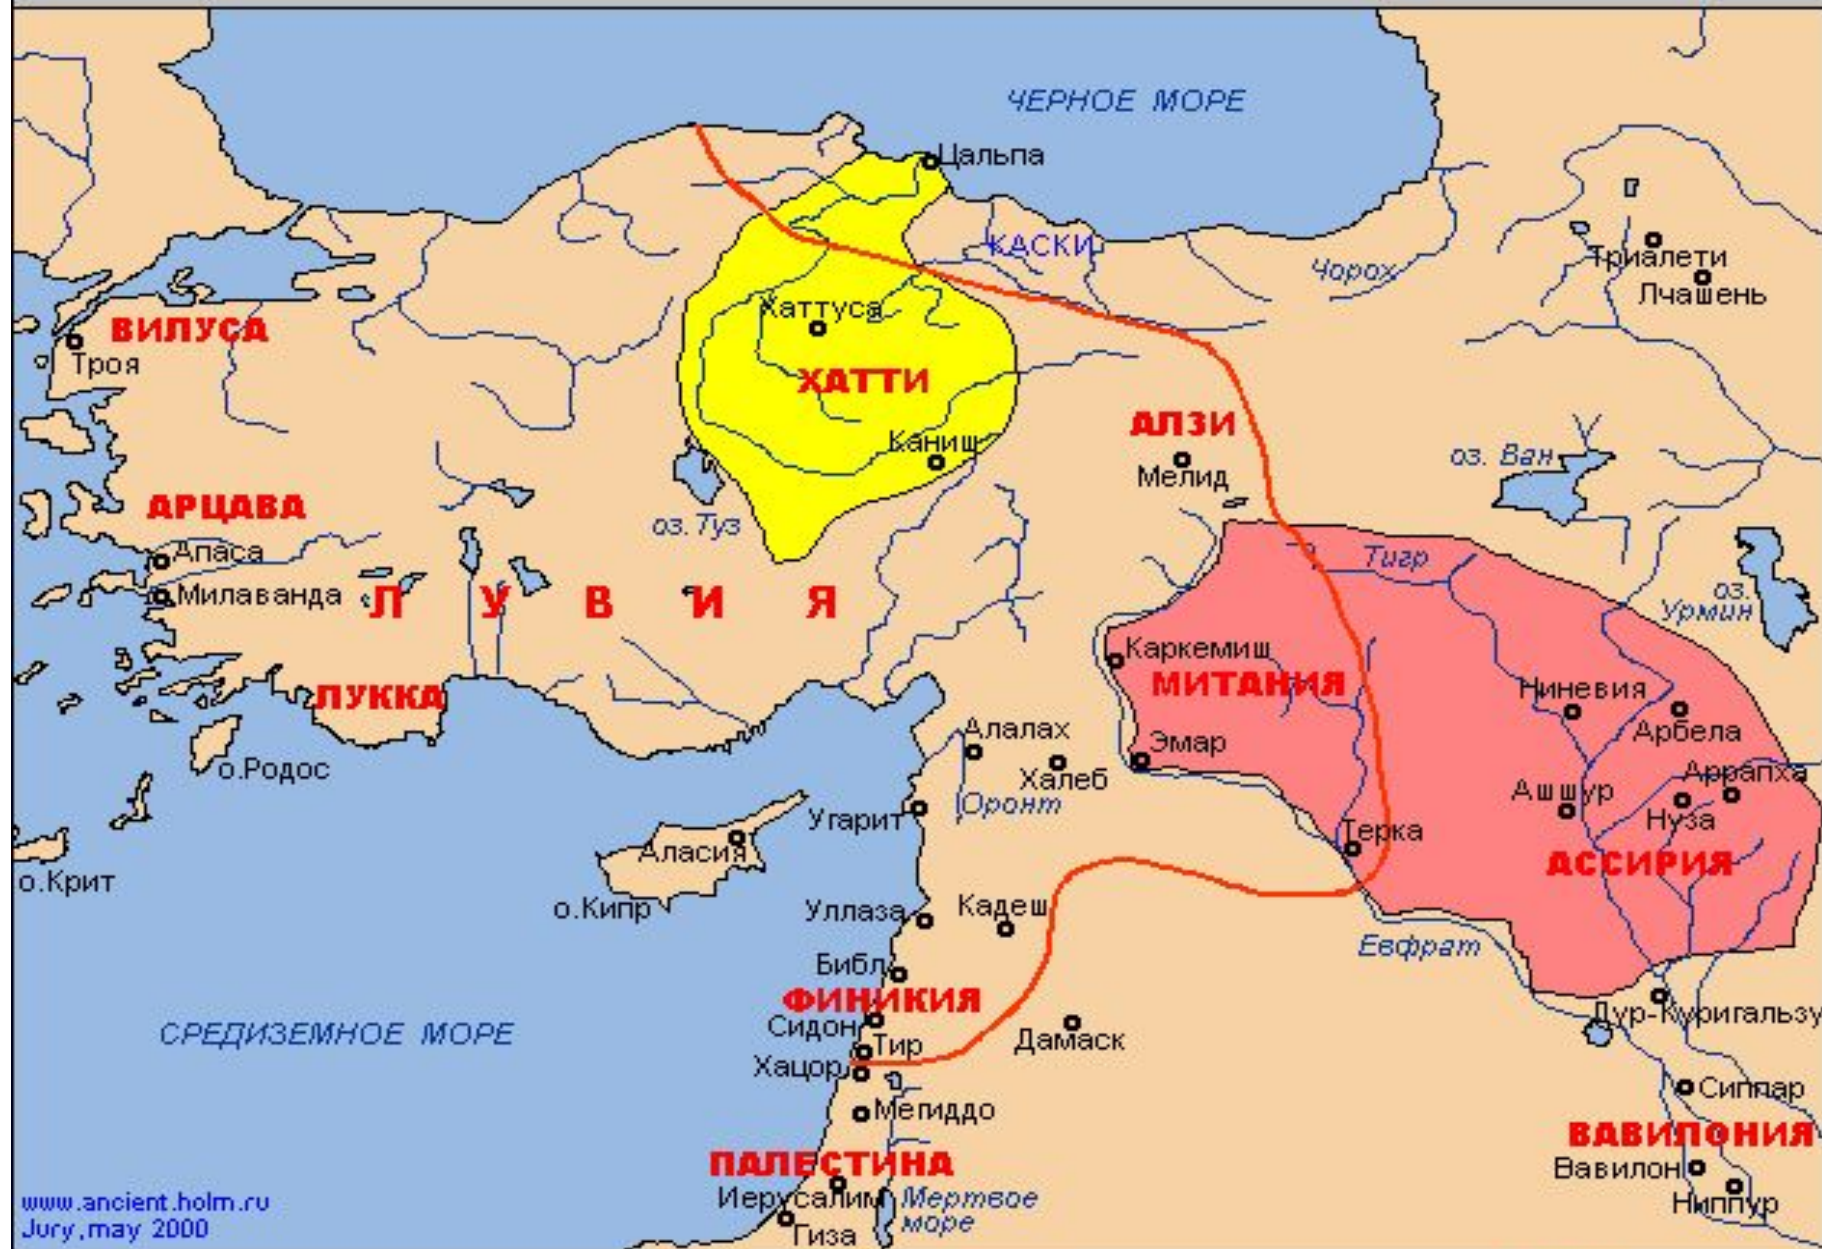 ЧЕРНОЕ МОРЕ
Цальпа
КАСКИ
Чорох
Триалети
Лчашень
Хаттуса
ВИЛУСА
Троя
ХАТТИ
АЛЗИ
Каниш
Мелид
оз. Ван
АРЦАВА
оз. Туз
Апаса
Тигр
Милаванда
ЛУВИЯ
оз.
Урмин
Каркемиш
МИТАНИЯ
Ниневия
ЛУККА
Алалах
Эмар
Арбела
о.Родос
Халеб
Аррапха
Оронт
Ашшур
Угарит
Нуза
Терка
Аласия
АССИРИЯ
о.Крит
о.Кипр
Уллаза
Кадеш
Евфрат
Библ
ФИНИКИЯ
Дур-Куригальзу
СРЕДИЗЕМНОЕ МОРЕ
Сидон
Тир
Дамаск
Хацор
Сиппар
Мегиддо
ВАВИЛОНИЯ
ПАЛЕСТИНА
Вавилон
Иерусалим
Мертвое
море
Ниппур
Гиза
www.ancient.holm.ru
Jury,may 2000